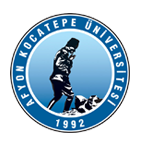 AFYON KOCATEPE ÜNİVERSİTESİ
1992